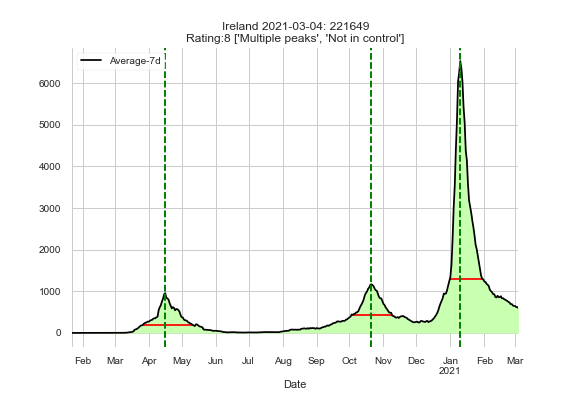 Ireland 2021-03-04: 221649
Rating:8 ['Multiple peaks', 'Not in control']
Average-7d
6000
5000
4000
3000
2000
1000
0
Feb Mar Apr May Jun Jul Aug Sep Oct Nov Dec Jan Feb Mar
2021
Date